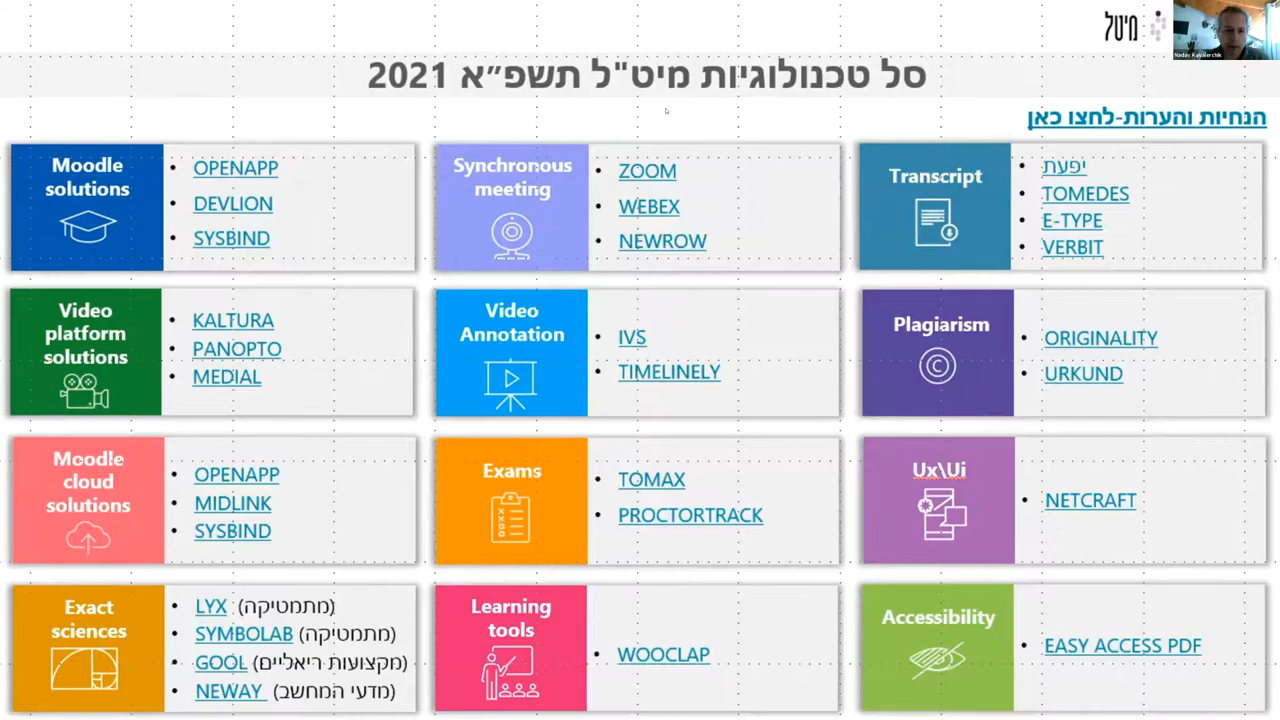 מיטל
Nadav Kavalerchik
סל טכנולוגיות מיט"ל תשפ״א 2021
הנחיות והערות-לחצו כאן
Moodle
solutions
• OPENAPP
• DEVLION
• SYSBIND
Synchronous
meeting
• ZOOM
• WEBEX
• NEWROW
Transcript
• יפעת
• TOMEDES
• E-TYPE
• VERBIT
Video
platform
solutions
• KALTURA
• PANOPTO
• MEDIAL
Video
Annotation
• IVS
• TIMELINELY
Plagiarism
• ORIGINALITY
• URKUND
Moodle
cloud
solutions
• OPENAPP
• MIDLINK
• SYSBIND
Exams
• TOMAX
• PROCTORTRACK
Ux\Ui
• NETCRAFT
Exact
sciences
• LYX (מתמטיקה)
• SYMBOLAB (מתמטיקה)
• GOOL (מקצועות ריאליים)
• NEWAY (מדעי המחשב)
Learning
tools
• WOOCLAP
Accessibility
• EASY ACCESS PDF